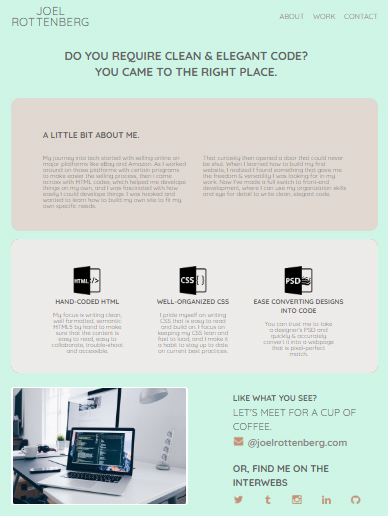 JOEL
ROTTENBERG
ABOUT WORK CONTACT
DO YOU REQUIRE CLEAN & ELEGANT CODE?
YOU CAME TO THE RIGHT PLACE.
A LITTLE BIT ABOUT ME.
My journey into tech started with selling online on
major platforms like eBay and Amazon. As I worked
around on those platforms with certain programs
to make easier the selling process, then I came
across with HTML codes, which helped me develope
things on my own, and I was fascinated with how
easily I could develope things. I was hooked and
wanted to learn how to build my own site to fit my
own specific needs.
That curiosity then opened a door that could never
be shut. When I learned how to build my first
website, I realized I found something that gave me
the freedom & versatility I was looking for in my
work. Now I've made a full switch to front-end
development, where I can use my organization skills
and eye for detail to write clean, elegant code.
HTML </>
CSS { }
PSD
HAND-CODED HTML
My focus is writing clean,
well-formatted, semantic
HTML5 by hand to make
sure that the content is
easy to read, easy to
collaborate, trouble-shoot
and accessible.
WELL-ORGANIZED CSS
I pride myself on writing
CSS that is easy to read
and build on. I focus on
keeping my CSS lean and
fast to load, and I make it
a habit to stay up to date
on current best practices.
EASE CONVERTING DESIGNS
INTO CODE
You can trust me to take
a designer's PSD and
quickly & accurately
convert it into a webpage
that is pixel-perfect
match.
LIKE WHAT YOU SEE?
LET'S MEET FOR A CUP OF
COFFEE.
@joelrottenberg.com
OR, FIND ME ON THE
INTERWEBS